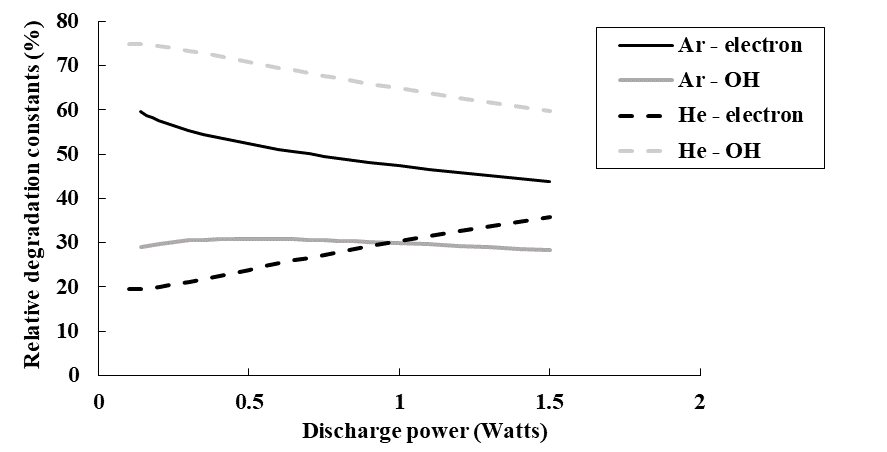 Relative degradation constants (%)
80
70
60
50
40
30
20
10
0
0 0.5 1 1.5 2
Discharge power (Watts)
Ar - electron
Ar - OH
He - electron
He - OH